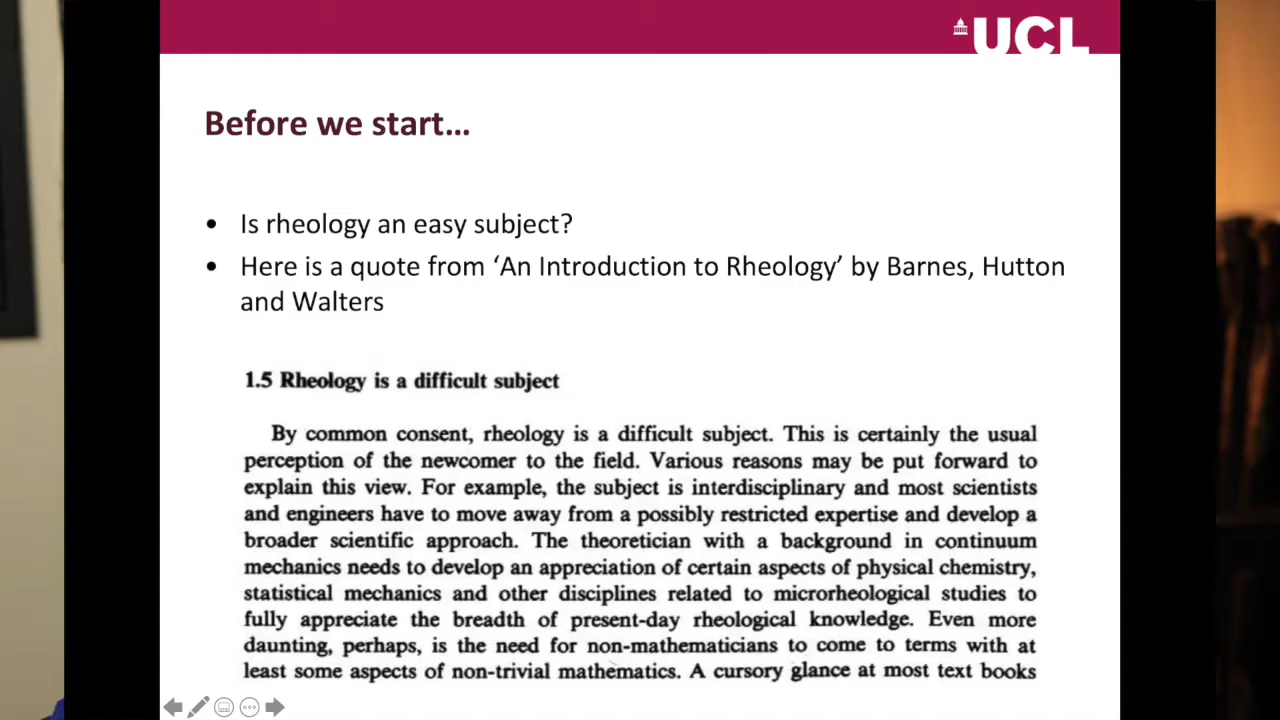 UCL
Before we start...
• Is rheology an easy subject?
• Here is a quote from ‘An Introduction to Rheology’ by Barnes, Hutton
and Walters
1.5 Rheology is a difficult subject
By common consent, rheology is a difficult subject. This is certainly the usual
perception of the newcomer to the field. Various reasons may be put forward to
explain this view. For example, the subject is interdisciplinary and most scientists
and engineers have to move away from a possibly restricted expertise and develop a
broader scientific approach. The theoretician with a background in continuum
mechanics needs to develop an appreciation of certain aspects of physical chemistry,
statistical mechanics and other disciplines related to microrheological studies to
fully appreciate the breadth of present-day rheological knowledge. Even more
daunting, perhaps, is the need for non-mathematicians to come to terms with at
least some aspects of non-trivial mathematics. A cursory glance at most text books